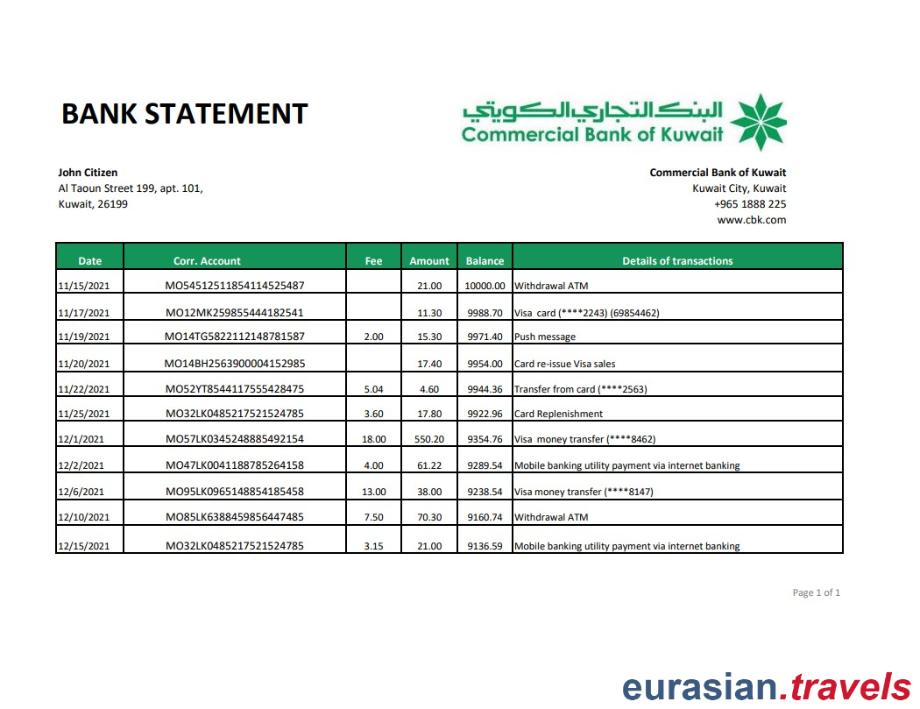 BANK STATEMENT
البنك التجاري الكويتي
Commercial Bank of Kuwait
John Citizen
Al Taoun Street 199, apt. 101,
Kuwait, 26199
Commercial Bank of Kuwait
Kuwait City, Kuwait
+965 1888 225
www.cbk.com
Date Corr. Account Fee Amount Balance Details of transactions
11/15/2021 MO54512511854114525487 21.00 10000.00 Withdrawal ATM
11/17/2021 MO12MK259855444182541 11.30 9988.70 Visa card (****2243) (69854462)
11/19/2021 MO14TG5822112148781587 2.00 15.30 9971.40 Push message
11/20/2021 MO14BH2563900004152985 17.40 9954.00 Card re-issue Visa sales
11/22/2021 MO52YT8544117555428475 5.04 4.60 9944.36 Transfer from card (****2563)
11/25/2021 MO32LK0485217521524785 3.60 17.80 9922.96 Card Replenishment
12/1/2021 MO57LK0345248885492154 18.00 550.20 9354.76 Visa money transfer (****8462)
12/2/2021 MO47LK0041188785264158 4.00 61.22 9289.54 Mobile banking utility payment via internet banking
12/6/2021 MO95LK0965148854185458 13.00 38.00 9238.54 Visa money transfer (****8147)
12/10/2021 MO85LK6388459856447485 7.50 70.30 9160.74 Withdrawal ATM
12/15/2021 MO32LK0485217521524785 3.15 21.00 9136.59 Mobile banking utility payment via internet banking
Page 1 of 1
eurasian.travels